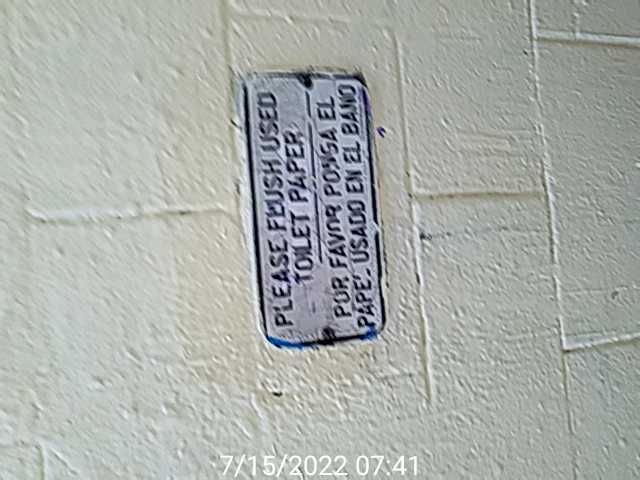 PLEASE FLUSH USED
TOILET PAPER
POR FAVOR PONGA EL
PAPEL USADO EN EL BANO
7/15/2022 07:41